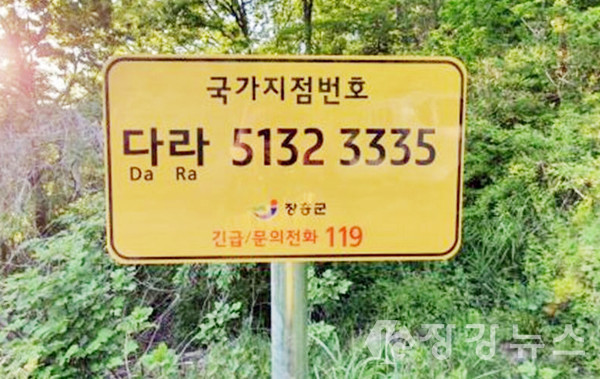 국가지점번호
다라 5132 3335
Da Ra
장흥군
긴급/문의전화 119
장강뉴스